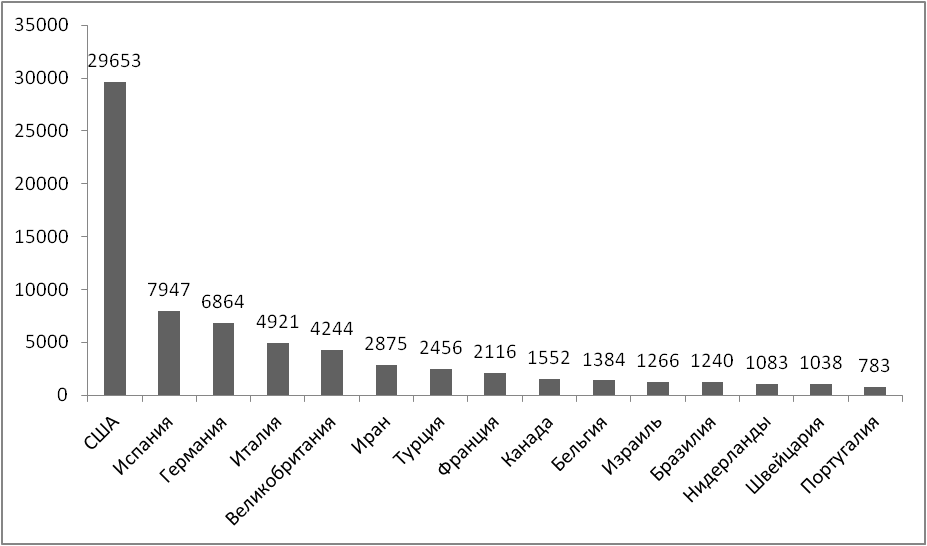 35000
30000
25000
20000
15000
10000
5000
0
29653
7947
6864
4921
4244
2875
2456
2116
1552
1384
1266
1240
1083
1038
783
США
Испания
Германия
Италия
Великобритания
Иран
Турция
Франция
Канада
Бельгия
Израиль
Бразилия
Нидерланды
Швейцария
Португалия